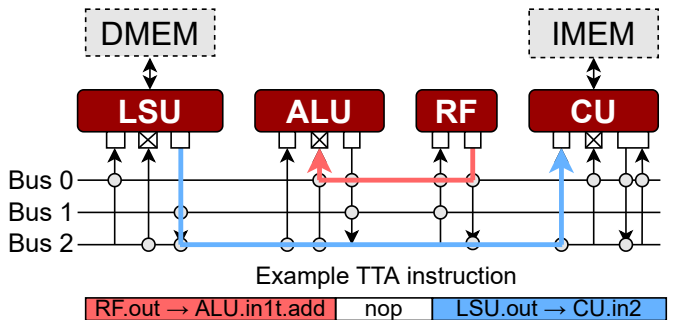 DMEM IMEM
LSU ALU RF CU
Bus 0
Bus 1
Bus 2
Example TTA instruction
RF.out → ALU.in1t.add nop LSU.out → CU.in2